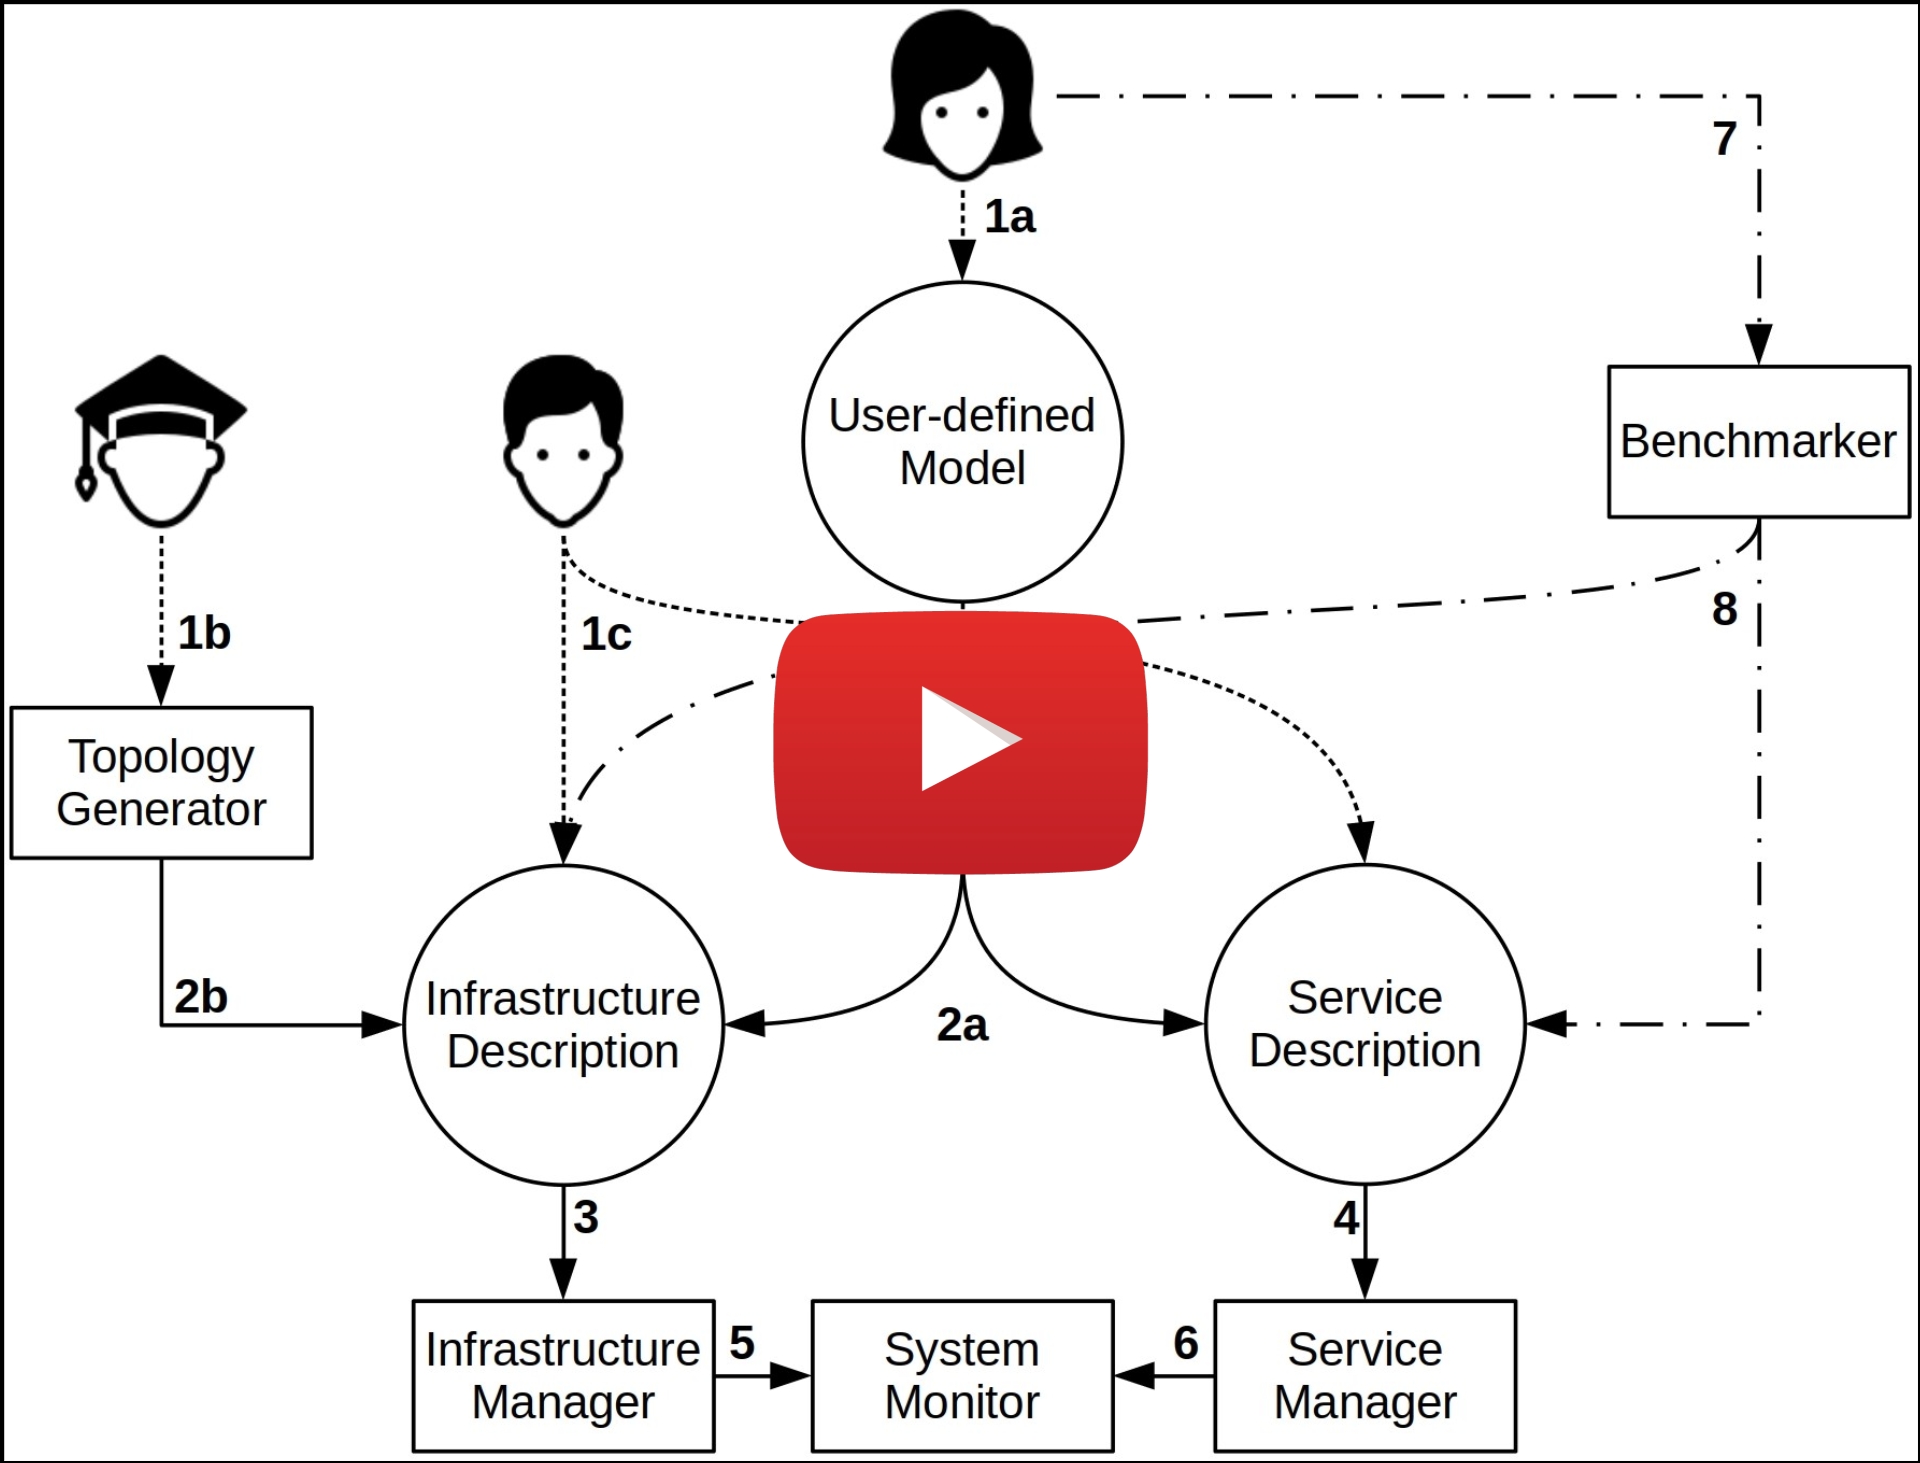 7
1a
User-defined
Model
Benchmarker
1b
1c
8
Topology
Generator
2b
Infrastructure
Description
2a
Service
Description
3
4
Infrastructure
Manager
5
System
Monitor
6
Service
Manager